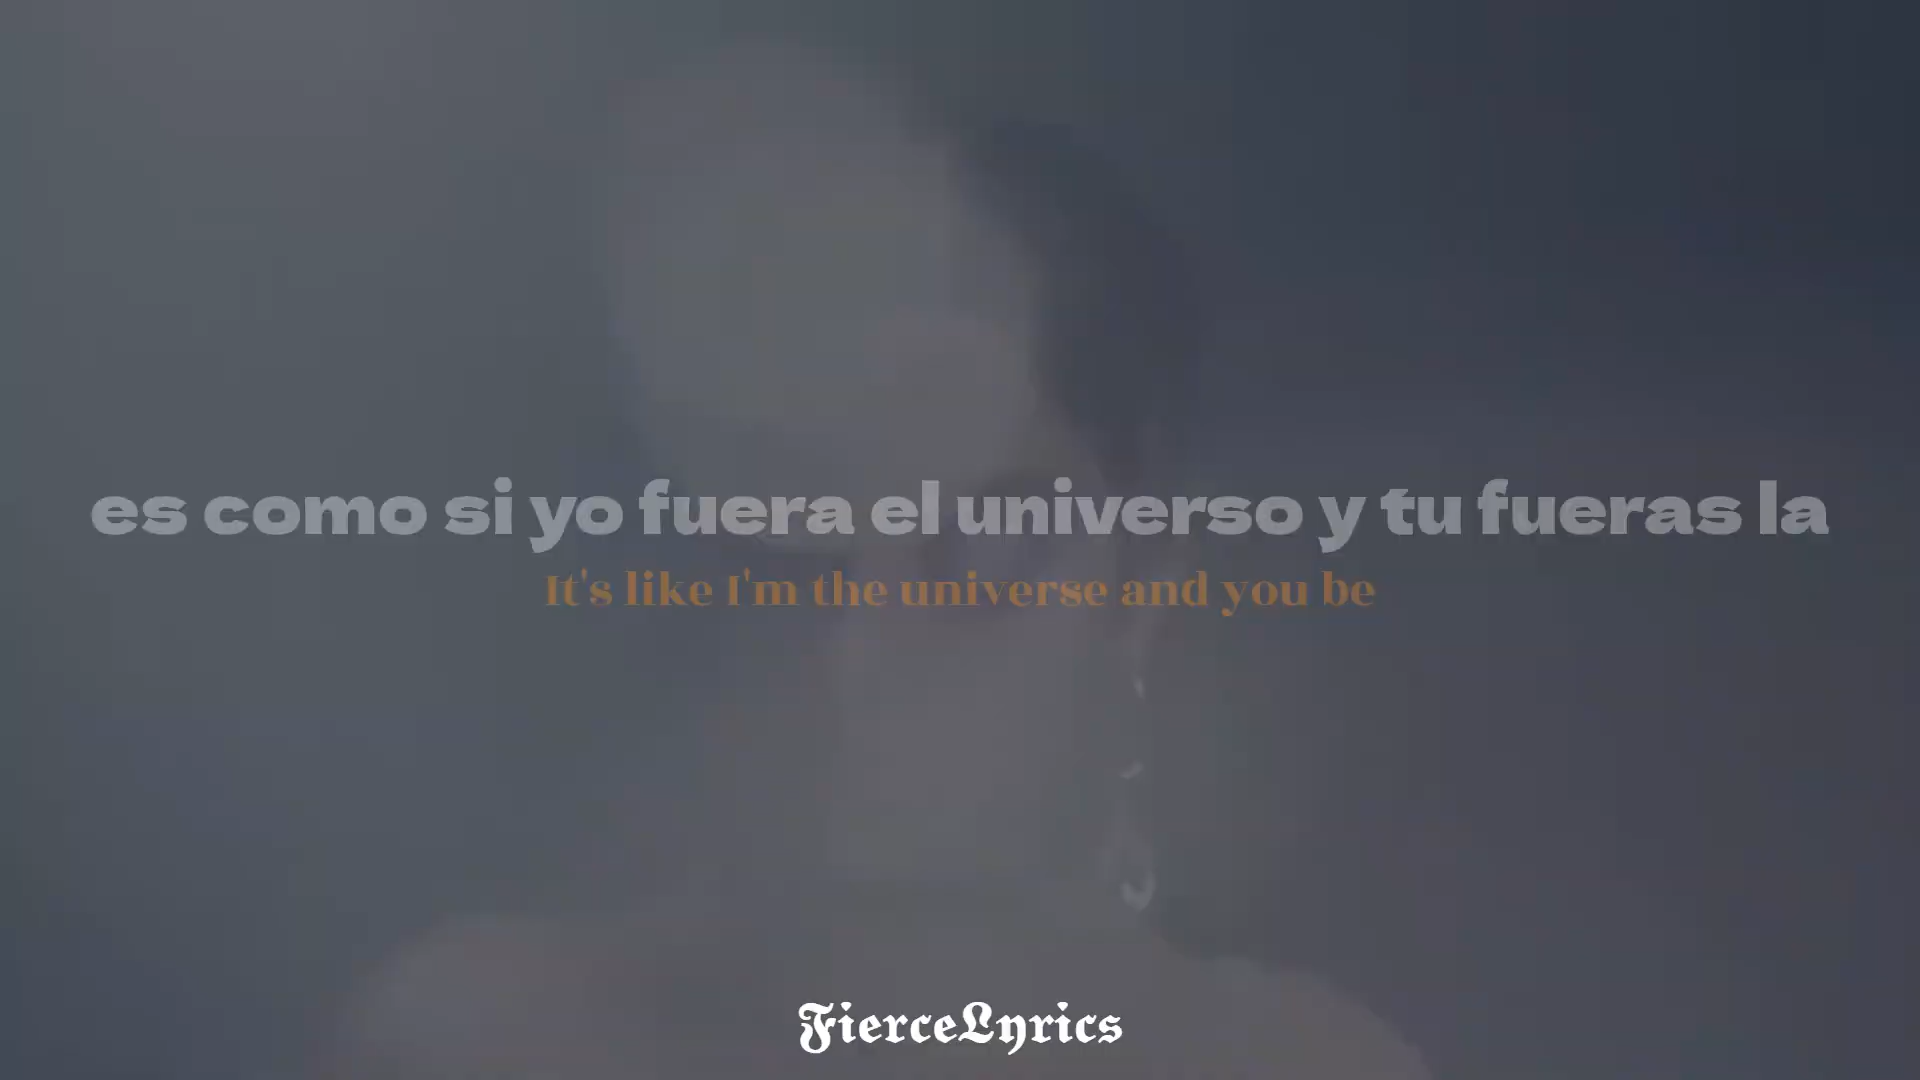 es como si yo fuera el universo y tu fueras la
It's like I'm the universe and you be
FierceLyrics